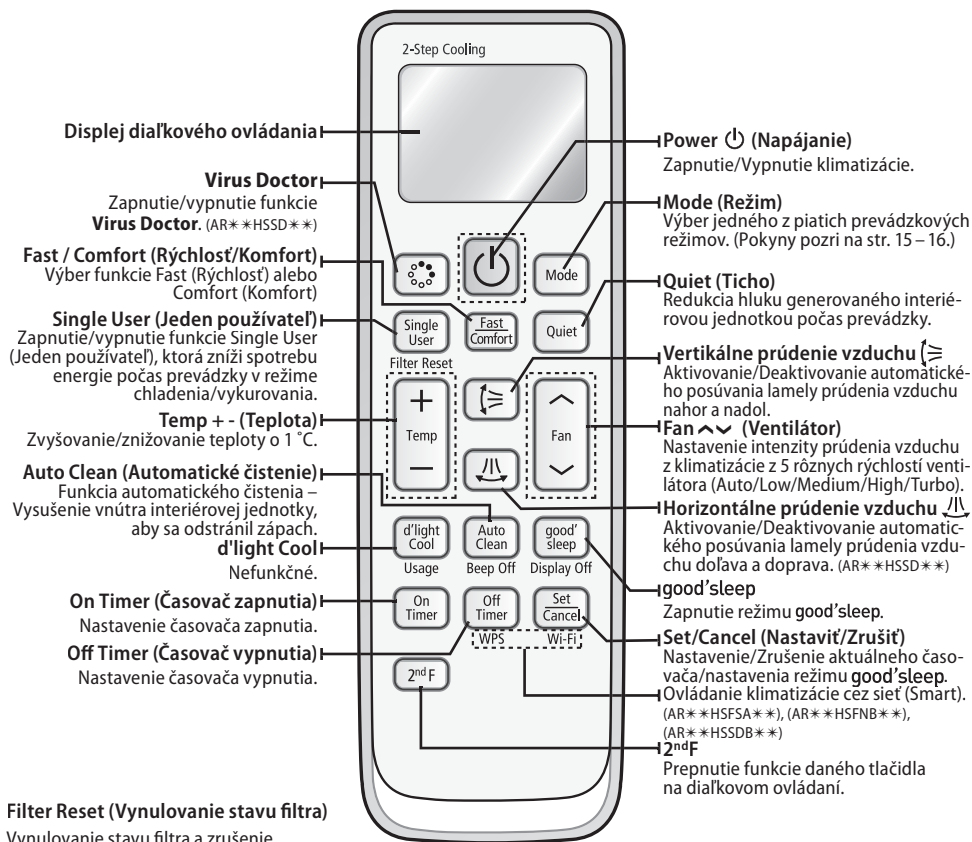 2-Step Cooling
Displej diaľkového ovládania
Virus Doctor
Zapnutie/vypnutie funkcie
Virus Doctor. (AR✶✶HSSD✶✶)
Fast / Comfort (Rýchlosť/Komfort)
Výber funkcie Fast (Rýchlosť) alebo
Comfort (Komfort)
Single User (Jeden používateľ)
Zapnutie/vypnutie funkcie Single User
(Jeden používateľ), ktorá zníži spotrebu
energie počas prevádzky v režime
chladenia/vykurovania.
Temp + - (Teplota)
Zvyšovanie/znižovanie teploty o 1 ˚C.
Auto Clean (Automatické čistenie)
Funkcia automatického čistenia –
Vysušenie vnútra interiérovej jednotky,
aby sa odstránil zápach.
d'light Cool
Nefunkčné.
On Timer (Časovač zapnutia)
Nastavenie časovača zapnutia.
Off Timer (Časovač vypnutia)
Nastavenie časovača vypnutia.
Mode
Single
User
Fast
Comfort
Quiet
Filter Reset
+
Temp
−
Fan
d'light
Cool
Auto
Clean
good'
sleep
Usage
Beep Off
Display Off
On
Timer
Off
Timer
Set
Cancel
WPS
Wi-Fi
2nd F
Power (Napájanie)
Zapnutie/Vypnutie klimatizácie.
Mode (Režim)
Výber jedného z piatich prevádzkových
režimov. (Pokyny pozri na str. 15 – 16.)
Quiet (Ticho)
Redukcia hluku generovaného interié-
rovou jednotkou počas prevádzky.
Vertikálne prúdenie vzduchu
Aktivovanie/Deaktivovanie automatické-
ho posúvania lamely prúdenia vzduchu
nahor a nadol.
Fan (Ventilátor)
Nastavenie intenzity prúdenia vzduchu
z klimatizácie z 5 rôznych rýchlostí venti-
látora (Auto/Low/Medium/High/Turbo).
Horizontálne prúdenie vzduchu
Aktivovanie/Deaktivovanie automatic-
kého posúvania lamely prúdenia vzdu-
chu doľava a doprava. (AR✶✶HSSD✶✶)
good'sleep
Zapnutie režimu good'sleep.
Set/Cancel (Nastaviť/Zrušiť)
Nastavenie/Zrušenie aktuálneho časo-
vača/nastavenia režimu good'sleep.
Ovládanie klimatizácie cez sieť (Smart).
(AR✶✶HSFSA✶✶), (AR✶✶HSFNB✶✶),
(AR✶✶HSSDB✶✶)
2ndF
Prepnutie funkcie daného tlačidla
na diaľkovom ovládaní.
Filter Reset (Vynulovanie stavu filtra)
Vynulovanie stavu filtra a zrušenie